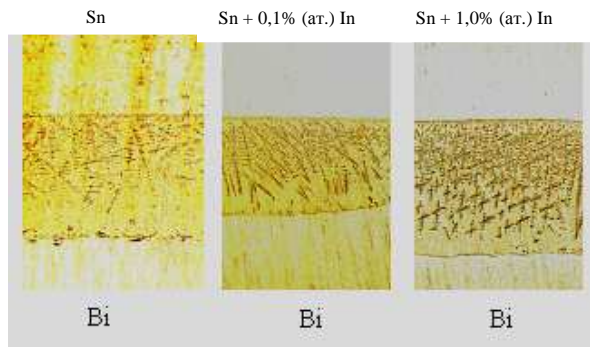 Sn Sn + 0,1% (ат.) In Sn + 1,0% (ат.) In
Bi Bi Bi